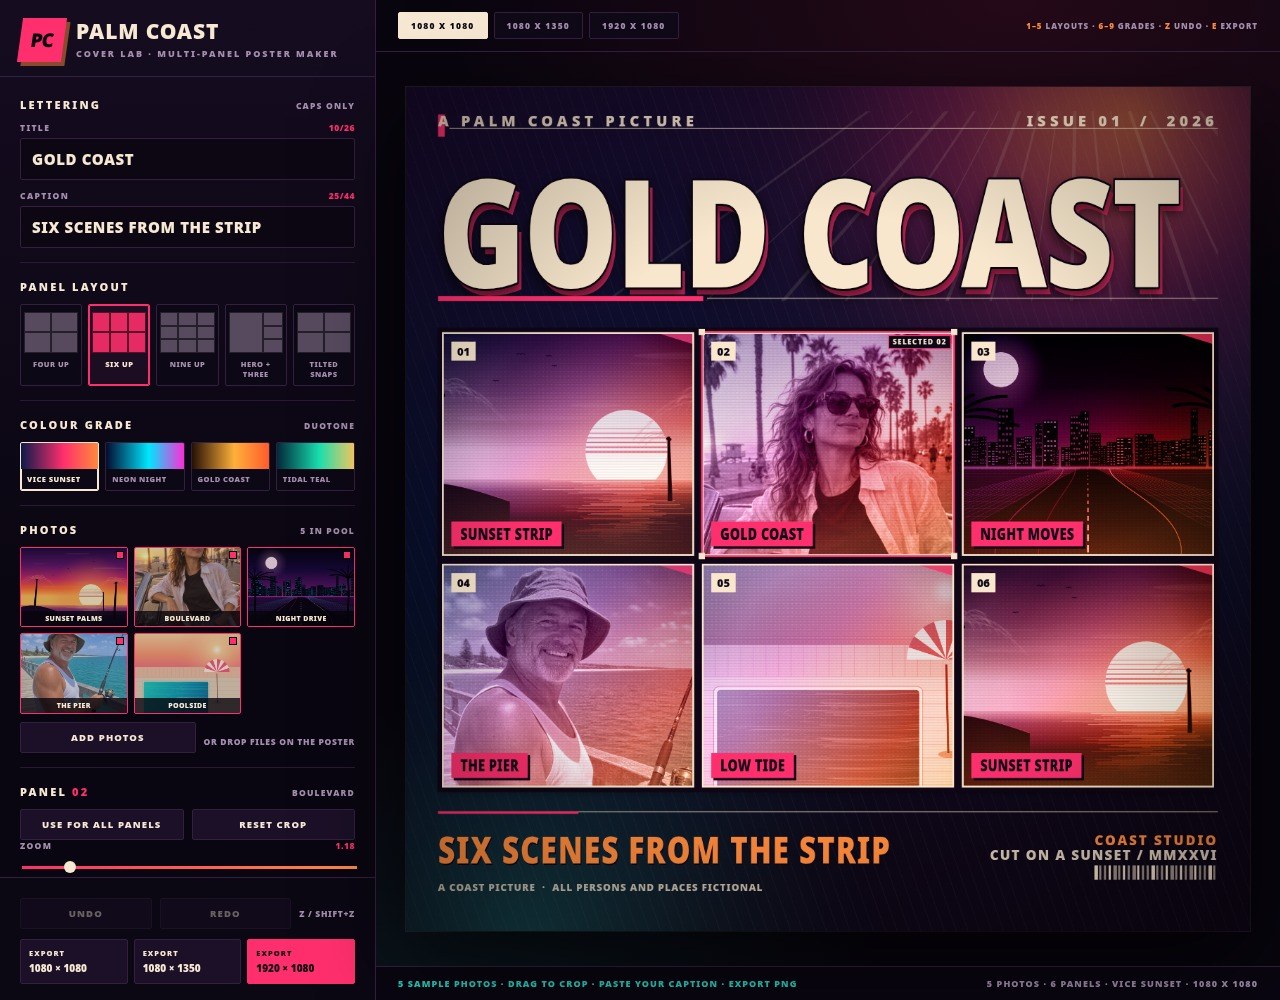 PC
PALM COAST
COVER LAB · MULTI-PANEL POSTER MAKER
LETTERING
CAPS ONLY
TITLE
10/26
GOLD COAST
CAPTION
25/44
SIX SCENES FROM THE STRIP
PANEL LAYOUT
FOUR UP
SIX UP
NINE UP
HERO +
THREE
TILTED
SNAPS
COLOUR GRADE
DUOTONE
VICE SUNSET
NEON NIGHT
GOLD COAST
TIDAL TEAL
PHOTOS
5 IN POOL
SUNSET PALMS
BOULEVARD
NIGHT DRIVE
THE PIER
POOLSIDE
ADD PHOTOS
OR DROP FILES ON THE POSTER
PANEL 02
BOULEVARD
USE FOR ALL PANELS
RESET CROP
ZOOM
1.18
UNDO
REDO
Z / SHIFT+Z
EXPORT
1080 × 1080
EXPORT
1080 × 1350
EXPORT
1920 × 1080
1080 X 1080
1080 X 1350
1920 X 1080
1–5 LAYOUTS · 6–9 GRADES · Z UNDO · E EXPORT
A PALM COAST PICTURE
ISSUE 01 / 2026
GOLD COAST
01
SUNSET STRIP
02
SELECTED 02
GOLD COAST
03
NIGHT MOVES
04
THE PIER
05
LOW TIDE
06
SUNSET STRIP
SIX SCENES FROM THE STRIP
A COAST PICTURE · ALL PERSONS AND PLACES FICTIONAL
COAST STUDIO
CUT ON A SUNSET / MMXXVI
5 SAMPLE PHOTOS · DRAG TO CROP · PASTE YOUR CAPTION · EXPORT PNG
5 PHOTOS · 6 PANELS · VICE SUNSET · 1080 X 1080